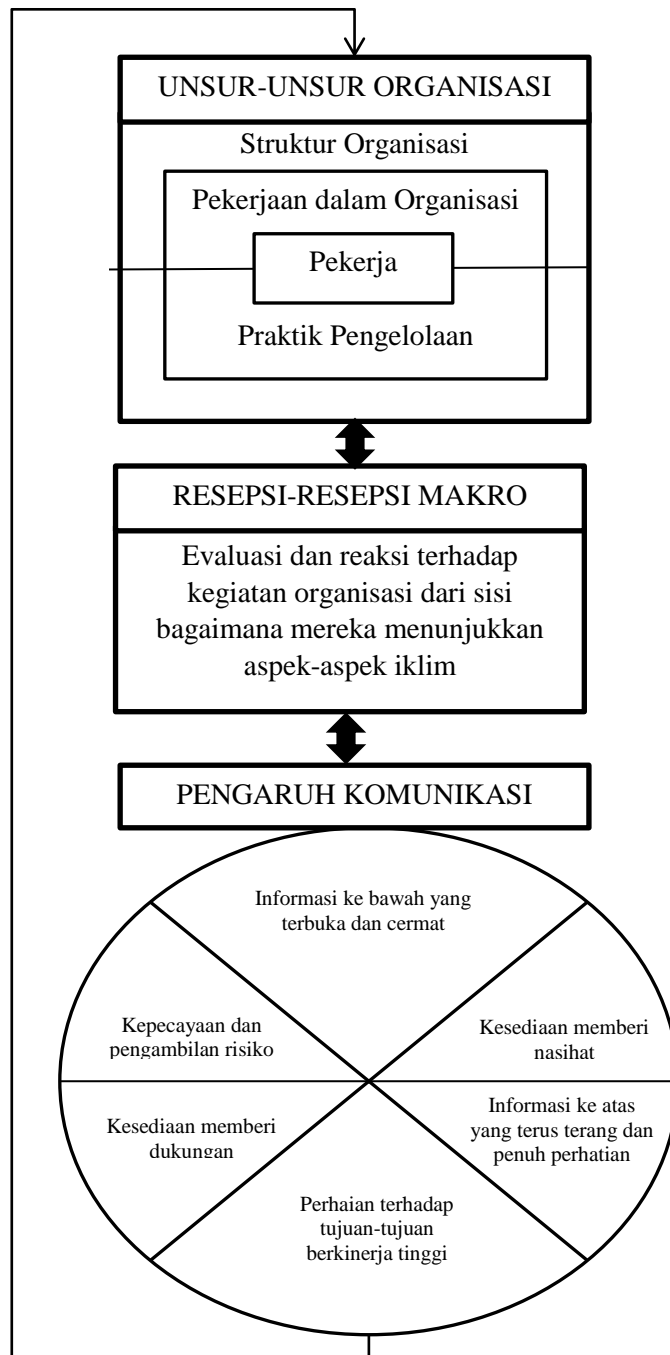 UNSUR-UNSUR ORGANISASI
Struktur Organisasi
Pekerjaan dalam Organisasi
Pekerja
Praktik Pengelolaan
RESEPSI-RESEPSI MAKRO
Evaluasi dan reaksi terhadap
kegiatan organisasi dari sisi
bagaimana mereka menunjukkan
aspek-aspek iklim
PENGARUH KOMUNIKASI
Informasi ke bawah yang
terbuka dan cermat
Kepecayaan dan
pengambilan risiko
Kesediaan memberi
nasihat
Kesediaan memberi
dukungan
Informasi ke atas
yang terus terang dan
penuh perhatian
Perhaian terhadap
tujuan-tujuan
berkinerja tinggi